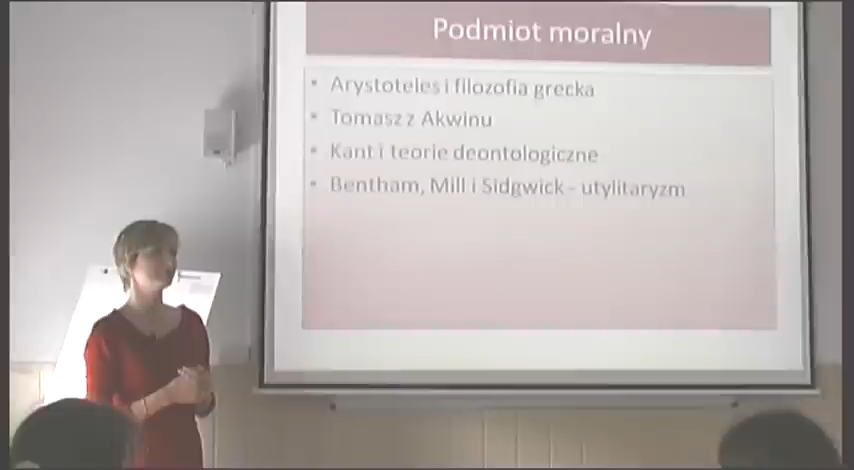 Podmiot moralny
• Arystoteles i filozofia grecka
• Tomasz z Akwinu
• Kant i teorie deontologiczne
• Bentham, Mill i Sidgwick - utylitaryzm